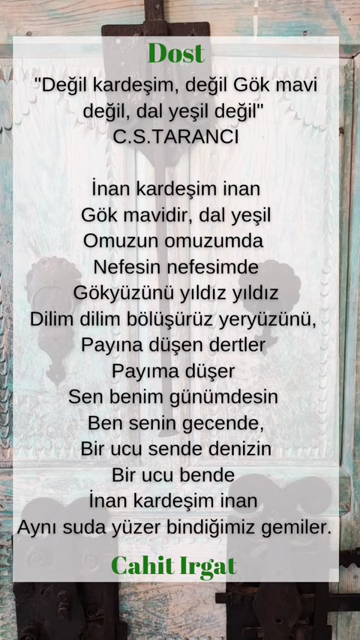 Dost
"Değil kardeşim, değil Gök mavi
değil, dal yeşil değil"
C.S.TARANCI
İnan kardeşim inan
Gök mavidir, dal yeşil
Omuzun omuzumda
Nefesin nefesimde
Gökyüzünü yıldız yıldız
Dilim dilim bölüşürüz yeryüzünü,
Payına düşen dertler
Payıma düşer
Sen benim günümdesin
Ben senin gecende,
Bir ucu sende denizin
Bir ucu bende
İnan kardeşim inan
Aynı suda yüzer bindiğimiz gemiler.
Cahit Irgat